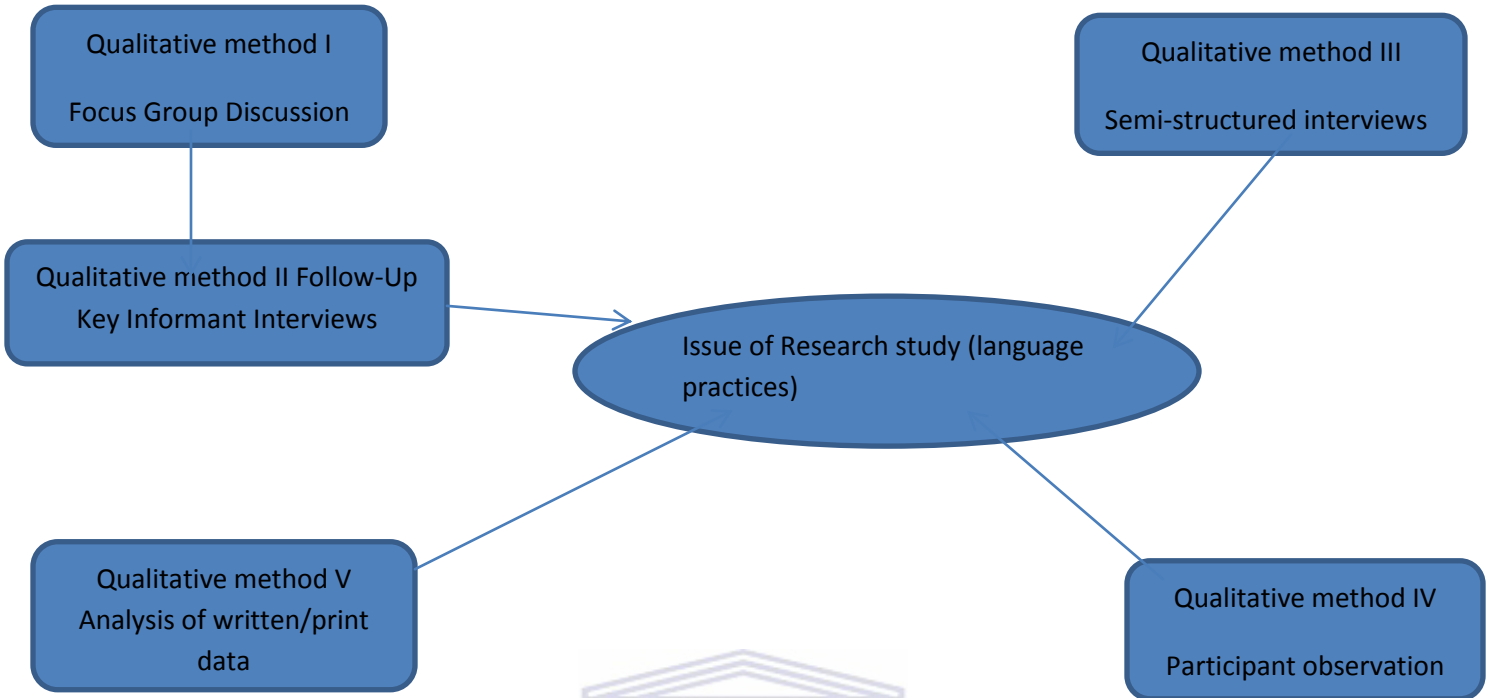 Qualitative method I
Focus Group Discussion
Qualitative method III
Semi-structured interviews
Qualitative method II Follow-Up
Key Informant Interviews
Issue of Research study (language
practices)
Qualitative method V
Analysis of written/print
data
Qualitative method IV
Participant observation